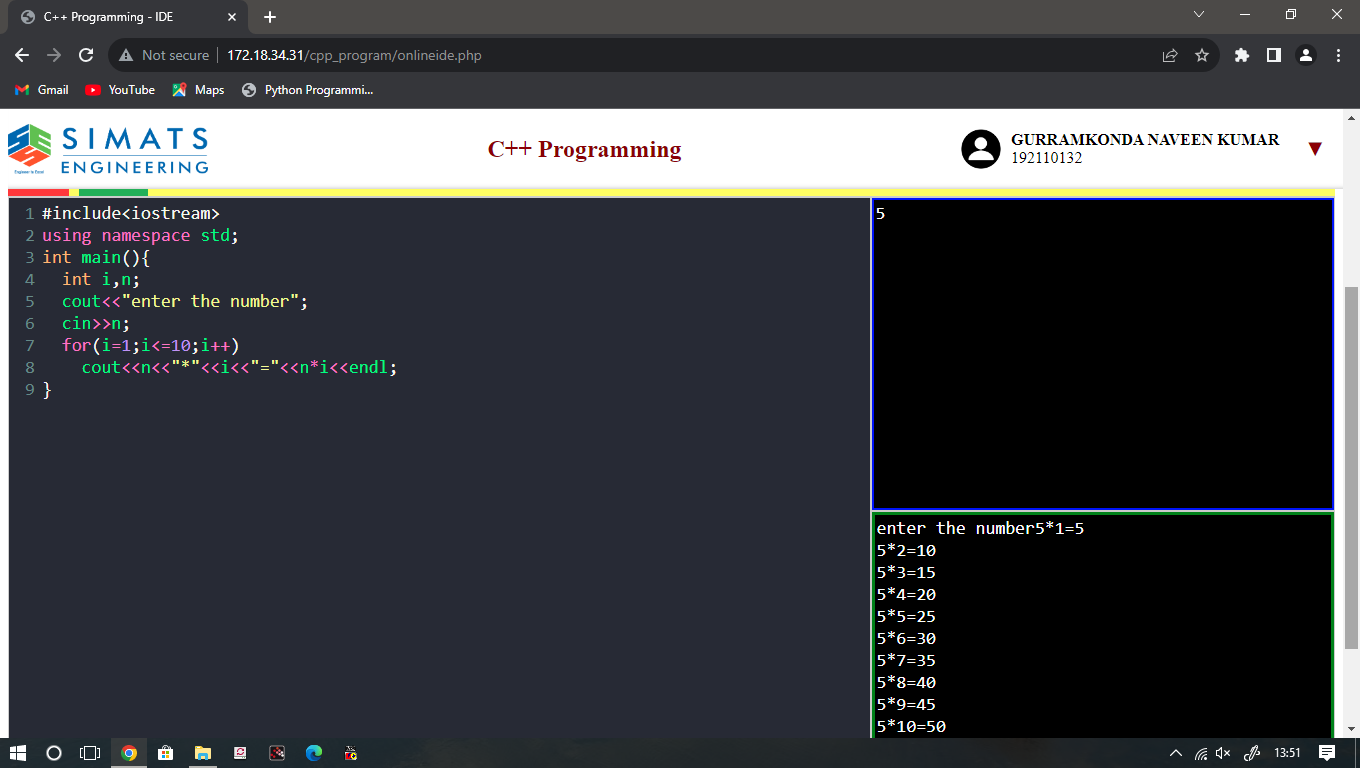 C++ Programming - IDE
Not secure
172.18.34.31/cpp_program/onlineide.php
Gmail
YouTube
Maps
Python Programmi...
SIMATS
ENGINEERING
Engineer to Excel
C++ Programming
GURRAMKONDA NAVEEN KUMAR
192110132
1 #include<iostream>
2 using namespace std;
3 int main(){
4   int i,n;
5   cout<<"enter the number";
6   cin>>n;
7   for(i=1;i<=10;i++)
8     cout<<n<<"*"<<i<<"="<<n*i<<endl;
9 }
5
enter the number5*1=5
5*2=10
5*3=15
5*4=20
5*5=25
5*6=30
5*7=35
5*8=40
5*9=45
5*10=50
13:51